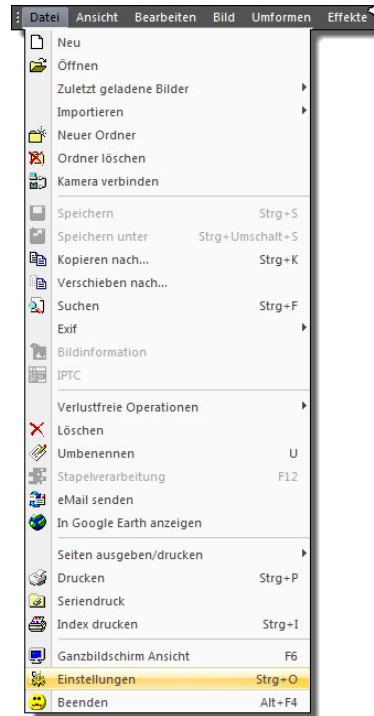 Datei Ansicht Bearbeiten Bild Umformen Effekte
Neu
Öffnen
Zuletzt geladene Bilder
Importieren
Neuer Ordner
Ordner löschen
Kamera verbinden
Speichern Strg+S
Speichern unter Strg+Umschalt+S
Kopieren nach... Strg+K
Verschieben nach...
Suchen Strg+F
Exif
Bildinformation
IPTC
Verlustfreie Operationen
Löschen
Umbenennen U
Stapelverarbeitung F12
eMail senden
In Google Earth anzeigen
Seiten ausgeben/drucken
Drucken Strg+P
Seriendruck
Index drucken Strg+I
Ganzbildschirm Ansicht F6
Einstellungen Strg+O
Beenden Alt+F4